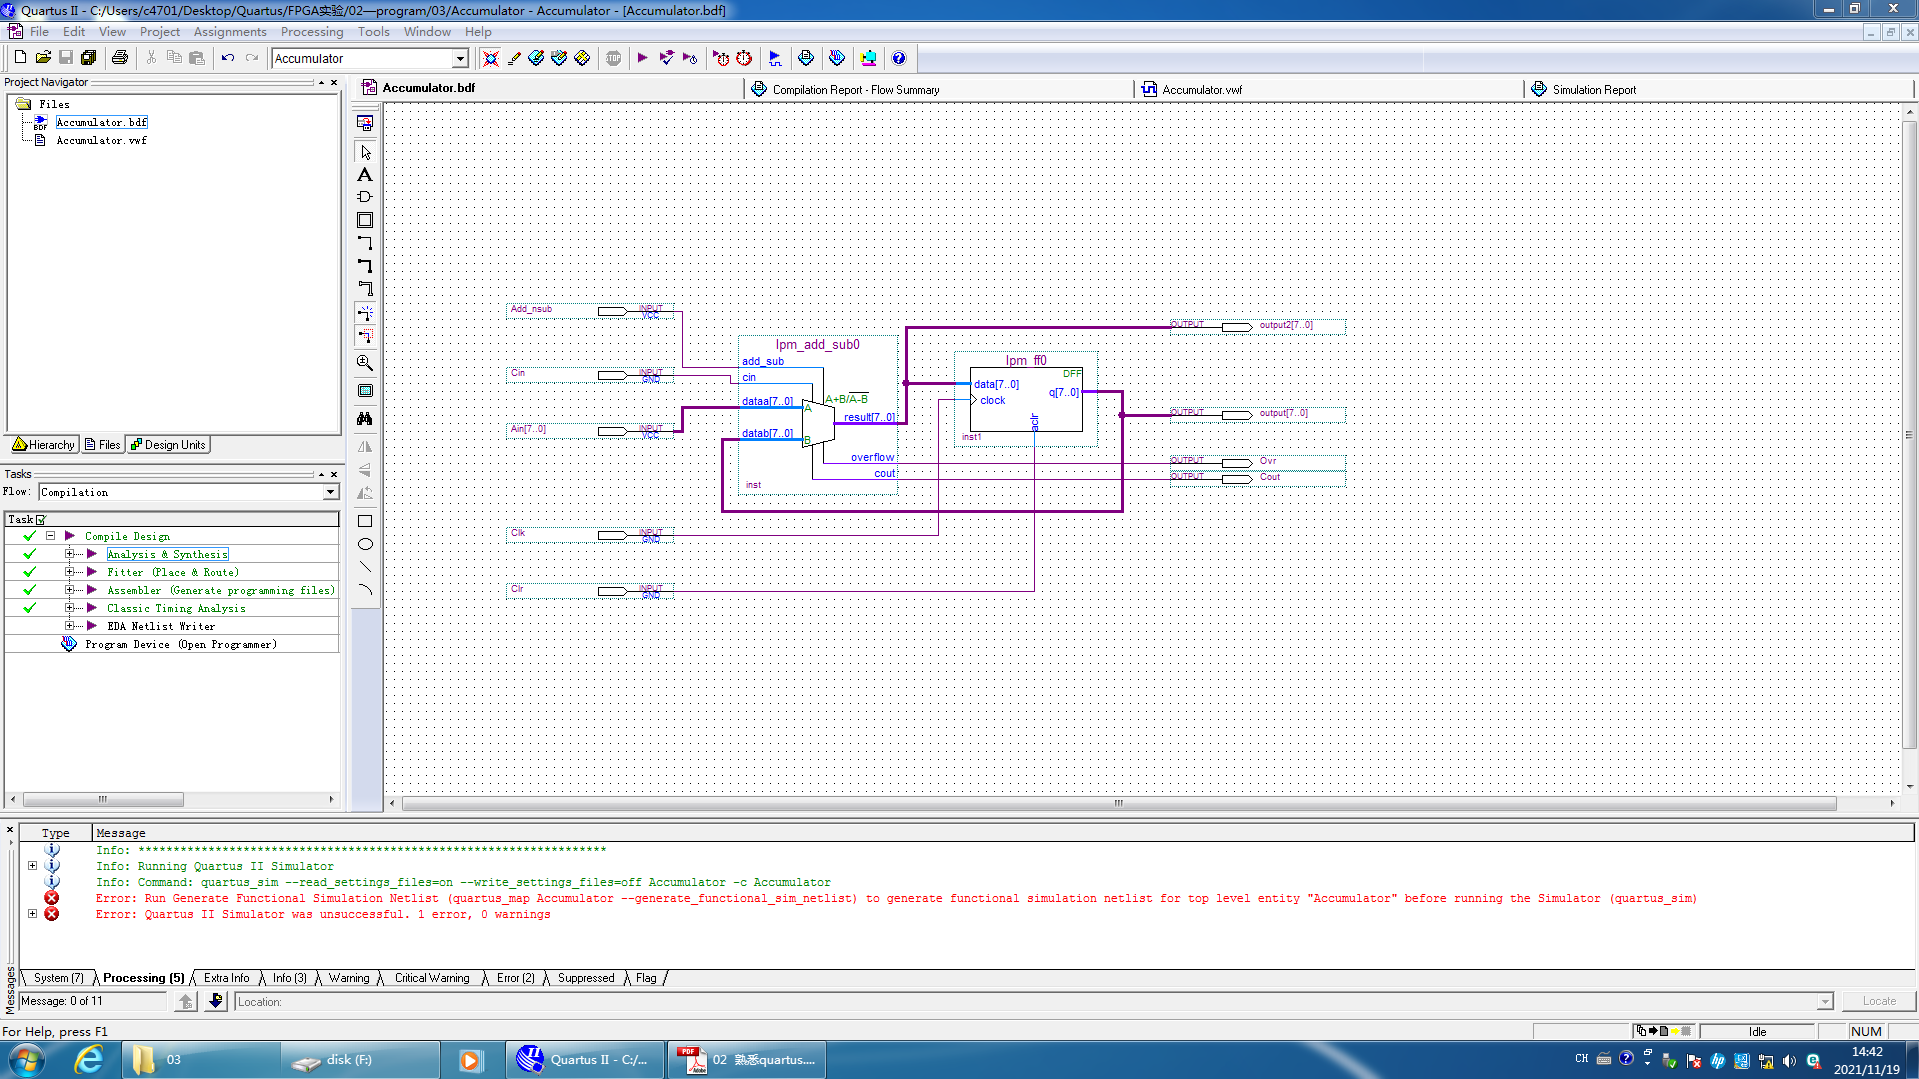 Quartus II - C:/Users/c4701/Desktop/Quartus/FPGA实验/02—program/03/Accumulator - Accumulator - [Accumulator.bdf]
File Edit View Project Assignments Processing Tools Window Help
Accumulator
Project Navigator
Accumulator.bdf
Compilation Report - Flow Summary
Accumulator.vwf
Simulation Report
Files
Accumulator.bdf
Accumulator.vwf
Hierarchy Files Design Units
Tasks
Flow: Compilation
Task
Compile Design
Analysis & Synthesis
Fitter (Place & Route)
Assembler (Generate programming files)
Classic Timing Analysis
EDA Netlist Writer
Program Device (Open Programmer)
Add_nsub INPUT VCC
Cin INPUT GND
Ain[7..0] INPUT VCC
Clk INPUT GND
Clr INPUT GND
lpm_add_sub0
add_sub
cin
dataa[7..0]
A
A+B/A-B
result[7..0]
datab[7..0]
B
overflow
cout
inst
lpm_ff0
DFF
data[7..0]
q[7..0]
clock
aclr
inst1
OUTPUT output2[7..0]
OUTPUT output[7..0]
OUTPUT Ovr
OUTPUT Cout
Type Message
Info: *******************************************************************
Info: Running Quartus II Simulator
Info: Command: quartus_sim --read_settings_files=on --write_settings_files=off Accumulator -c Accumulator
Error: Run Generate Functional Simulation Netlist (quartus_map Accumulator --generate_functional_sim_netlist) to generate functional simulation netlist for top level entity "Accumulator" before running the Simulator (quartus_sim)
Error: Quartus II Simulator was unsuccessful. 1 error, 0 warnings
System (7) Processing (5) Extra Info Info (3) Warning Critical Warning Error (2) Suppressed Flag
Messages
Message: 0 of 11
Location:
Locate
For Help, press F1
Idle
NUM
03
disk (F:)
Quartus II - C:/...
02 熟悉quartus....
CH
14:42
2021/11/19